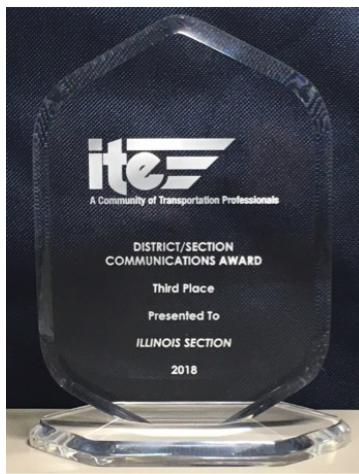 ite
A Community of Transportation Professionals
DISTRICT/SECTION
COMMUNICATIONS AWARD
Third Place
Presented To
ILLINOIS SECTION
2018